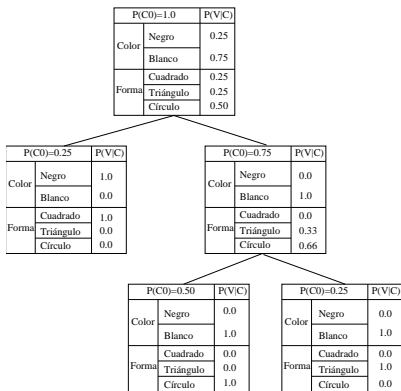 P(C0)=1.0 P(V|C)
Color Negro 0.25
Blanco 0.75
Forma Cuadrado 0.25
Triángulo 0.25
Círculo 0.50
P(C0)=0.25 P(V|C)
Color Negro 1.0
Blanco 0.0
Forma Cuadrado 1.0
Triángulo 0.0
Círculo 0.0
P(C0)=0.75 P(V|C)
Color Negro 0.0
Blanco 1.0
Forma Cuadrado 0.0
Triángulo 0.33
Círculo 0.66
P(C0)=0.50 P(V|C)
Color Negro 0.0
Blanco 1.0
Forma Cuadrado 0.0
Triángulo 0.0
Círculo 1.0
P(C0)=0.25 P(V|C)
Color Negro 0.0
Blanco 1.0
Forma Cuadrado 0.0
Triángulo 1.0
Círculo 0.0